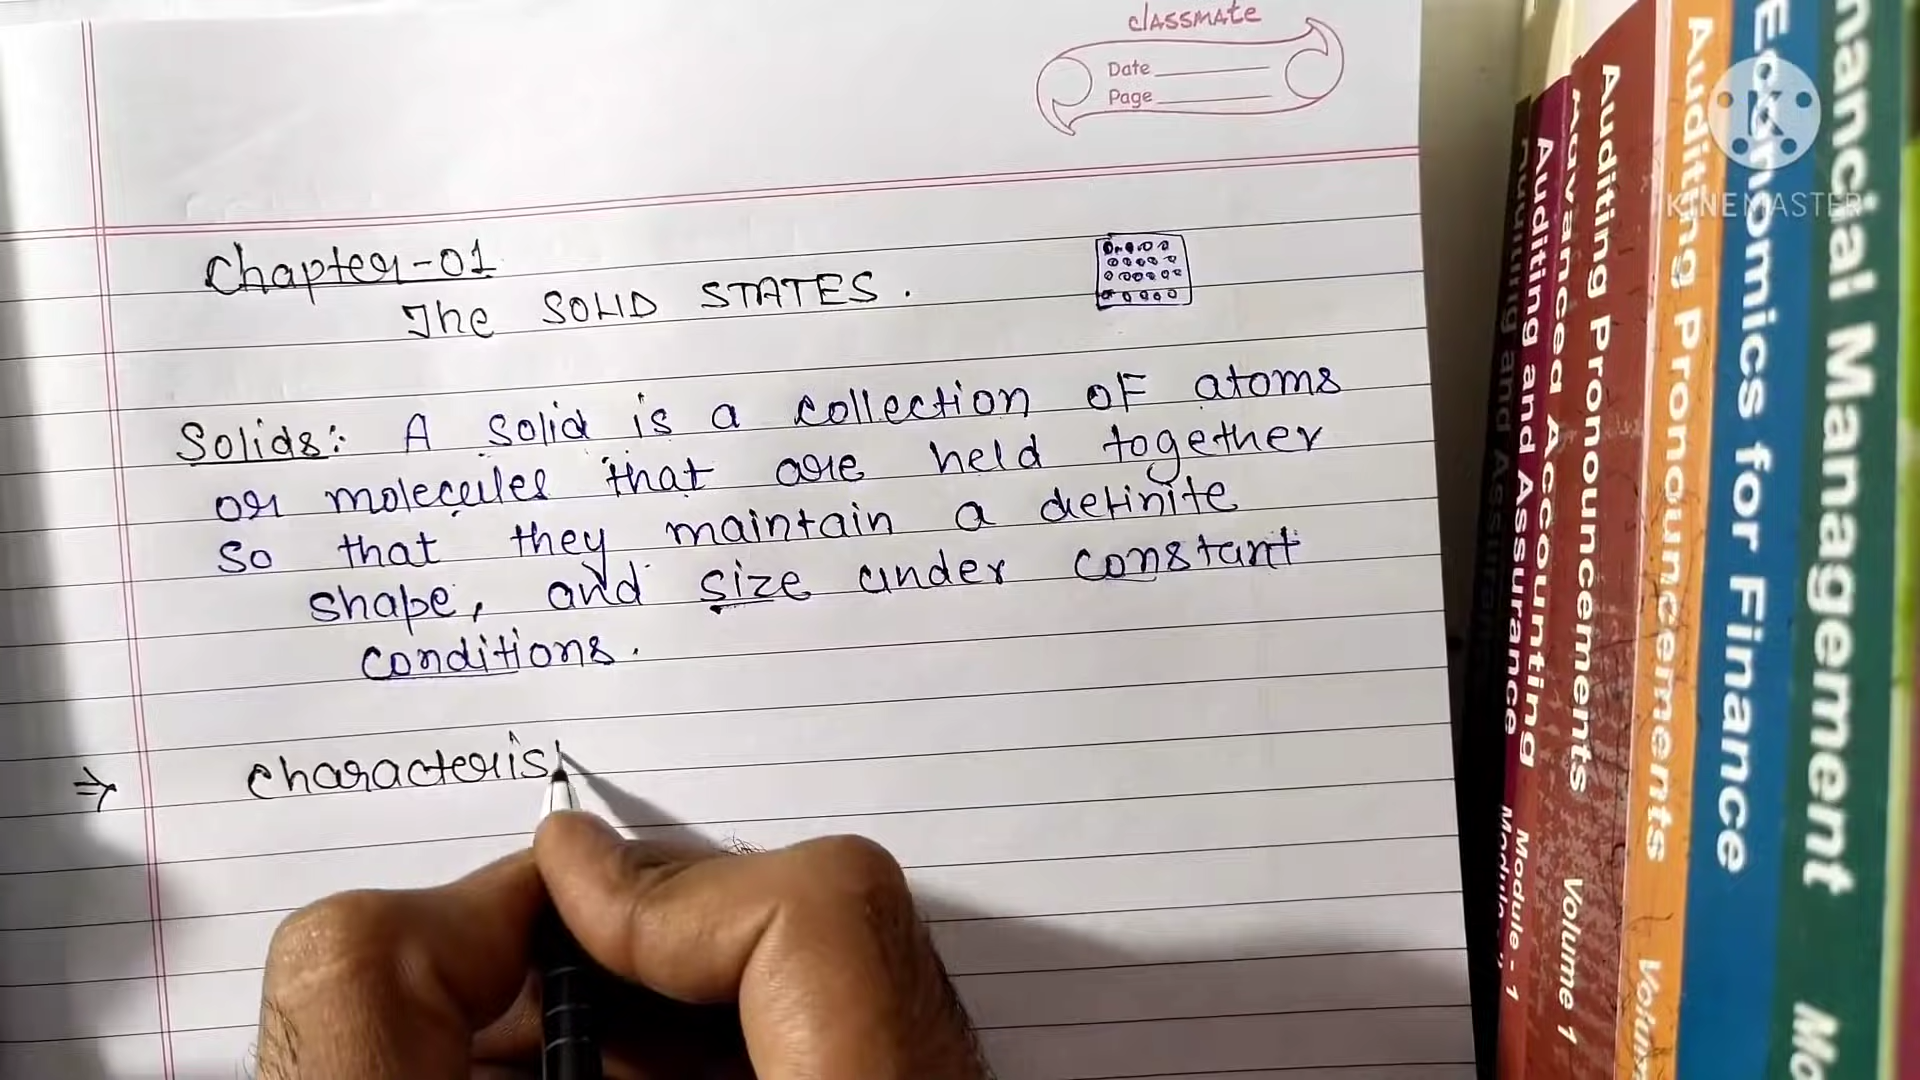 classmate
Date
Page
Chapter-01
The SOLID STATES.
Solids:- A solid is a collection of atoms
or molecules that are held together
so that they maintain a definite
shape, and size under constant
conditions.
⇒ characteris
KINEMASTER
Auditing and Assurance Module - 1
Advanced Accounting
Auditing Pronouncements Volume 1
Auditing Pronouncements
Economics for Finance
nancial Management